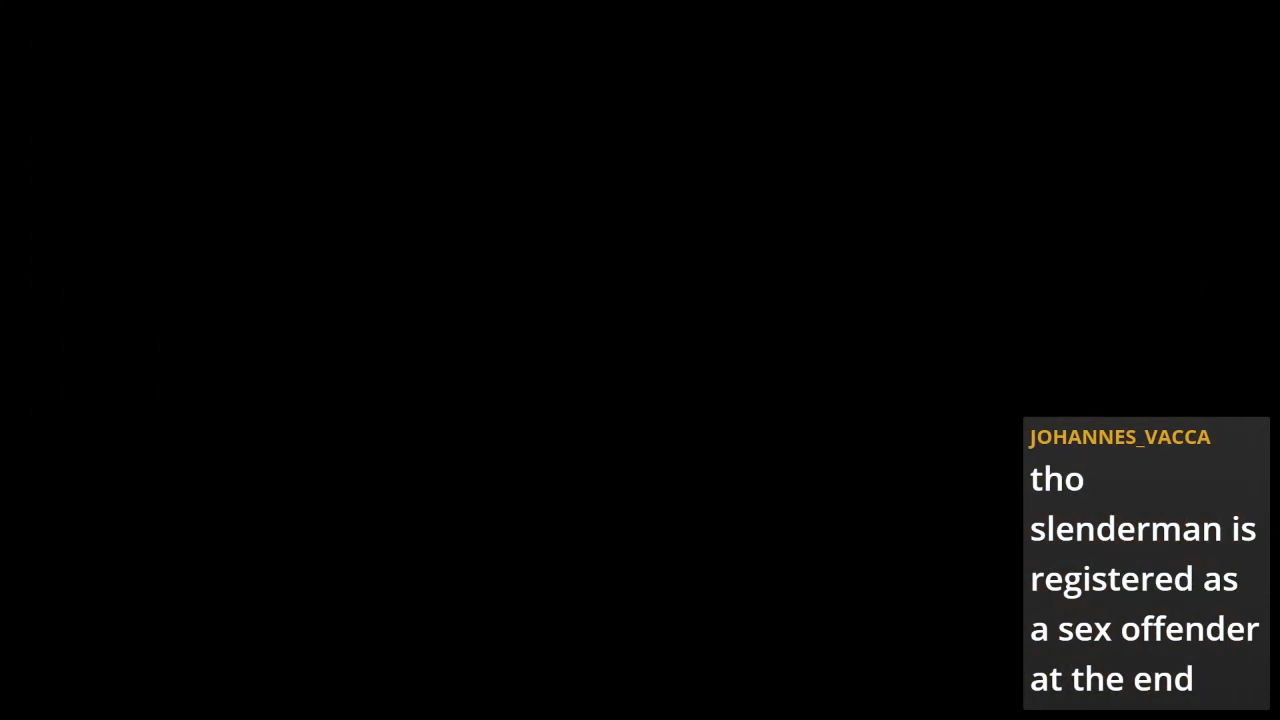 JOHANNES_VACCA
tho
slenderman is
registered as
a sex offender
at the end